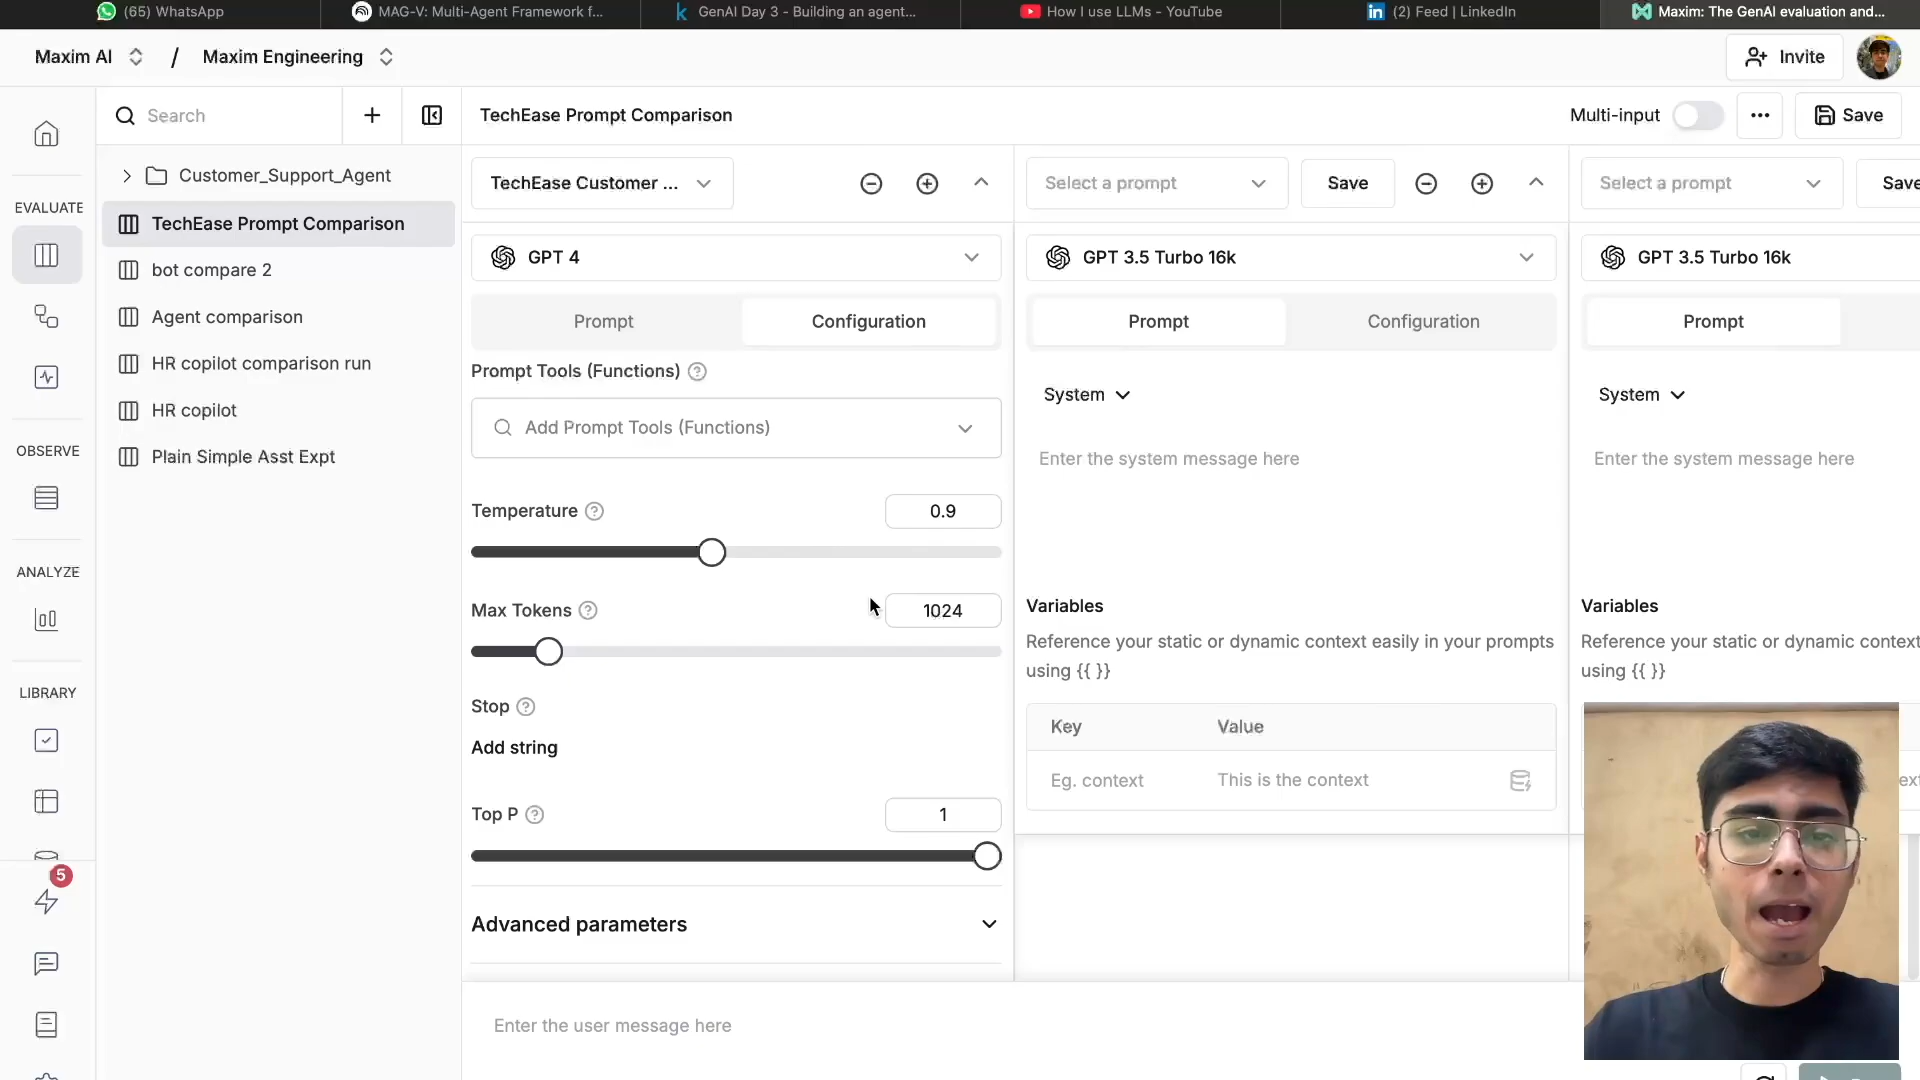 (65) WhatsApp
MAG-V: Multi-Agent Framework f...
GenAI Day 3 - Building an agent...
How I use LLMs - YouTube
(2) Feed | LinkedIn
Maxim: The GenAI evaluation and...
Maxim AI / Maxim Engineering
Invite
Search
TechEase Prompt Comparison
Multi-input
Save
EVALUATE
OBSERVE
ANALYZE
LIBRARY
5
Customer_Support_Agent
TechEase Prompt Comparison
bot compare 2
Agent comparison
HR copilot comparison run
HR copilot
Plain Simple Asst Expt
TechEase Customer ...
GPT 4
Prompt Configuration
Prompt Tools (Functions)
Add Prompt Tools (Functions)
Temperature 0.9
Max Tokens 1024
Stop
Add string
Top P 1
Advanced parameters
Select a prompt Save
GPT 3.5 Turbo 16k
Prompt Configuration
System
Enter the system message here
Variables
Reference your static or dynamic context easily in your prompts
using {{ }}
Key Value
Eg. context This is the context
Select a prompt Save
GPT 3.5 Turbo 16k
Prompt
System
Enter the system message here
Variables
Reference your static or dynamic context
using {{ }}
Enter the user message here